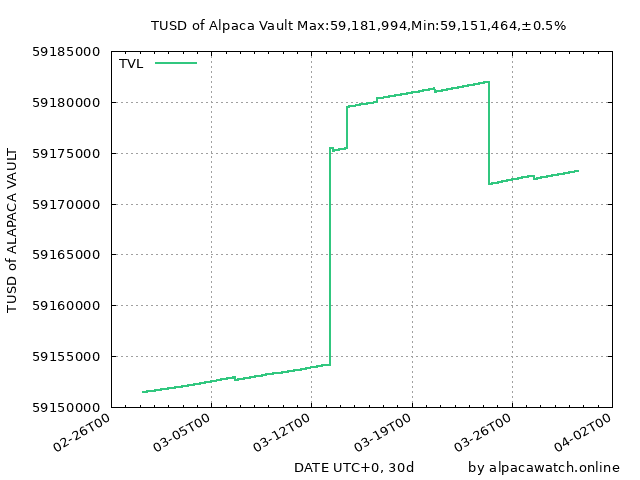 TUSD of Alpaca Vault Max:59,181,994,Min:59,151,464,±0.5%
TVL
59185000
59180000
59175000
59170000
59165000
59160000
59155000
59150000
TUSD of ALAPACA VAULT
02-26T00
03-05T00
03-12T00
03-19T00
03-26T00
04-02T00
DATE UTC+0, 30d
by alpacawatch.online